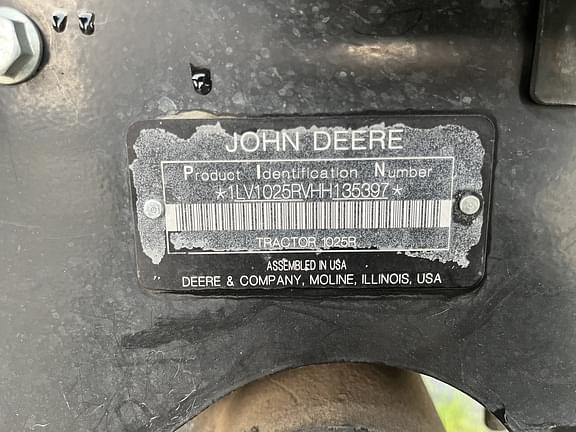 JOHN DEERE
Product Identification Number
*1LV1025RVHH135397*
TRACTOR 1025R
ASSEMBLED IN USA
DEERE & COMPANY, MOLINE, ILLINOIS, USA